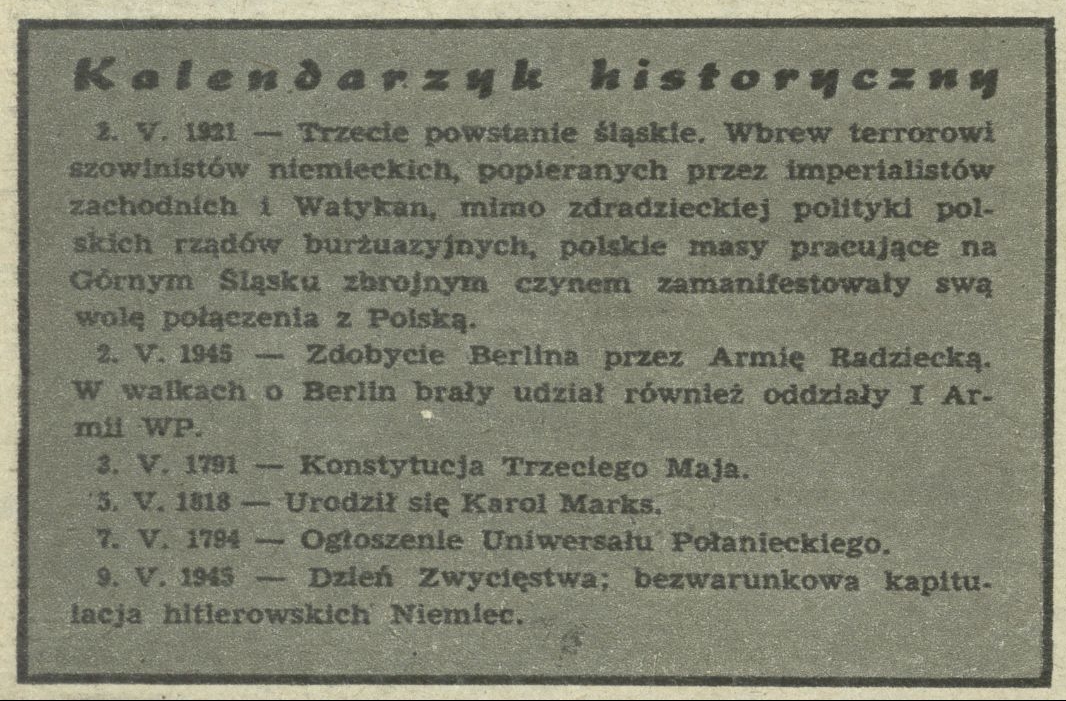 Kalendarzyk historyczny
2. V. 1921 — Trzecie powstanie śląskie. Wbrew terrorowi
szowinistów niemieckich, popieranych przez imperialistów
zachodnich i Watykan, mimo zdradzieckiej polityki pol-
skich rządów burżuazyjnych, polskie masy pracujące na
Górnym Śląsku zbrojnym czynem zamanifestowały swą
wolę połączenia z Polską.
2. V. 1945 — Zdobycie Berlina przez Armię Radziecką.
W walkach o Berlin brały udział również oddziały I Ar-
mii WP.
3. V. 1791 — Konstytucja Trzeciego Maja.
5. V. 1818 — Urodził się Karol Marks.
7. V. 1794 — Ogłoszenie Uniwersału Połanieckiego.
9. V. 1945 — Dzień Zwycięstwa; bezwarunkowa kapitu-
lacja hitlerowskich Niemiec.